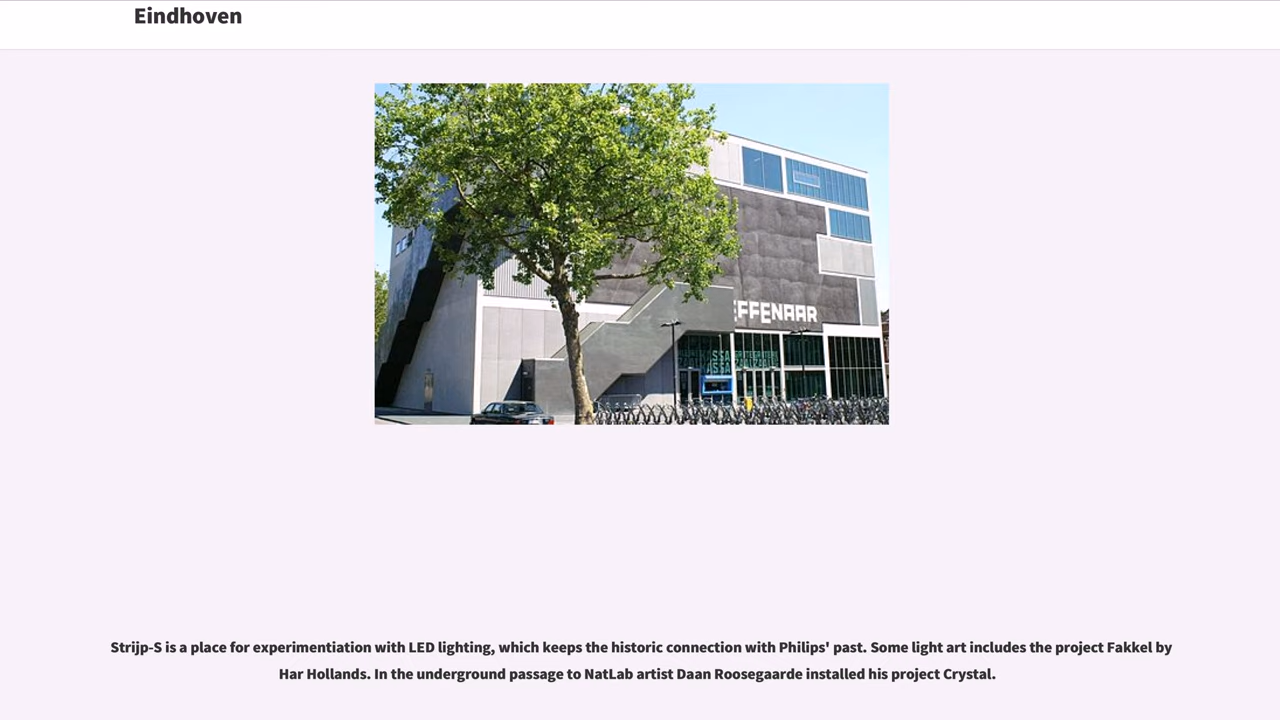 Eindhoven
EFFENAAR
Strijp-S is a place for experimentiation with LED lighting, which keeps the historic connection with Philips' past. Some light art includes the project Fakkel by
Har Hollands. In the underground passage to NatLab artist Daan Roosegaarde installed his project Crystal.